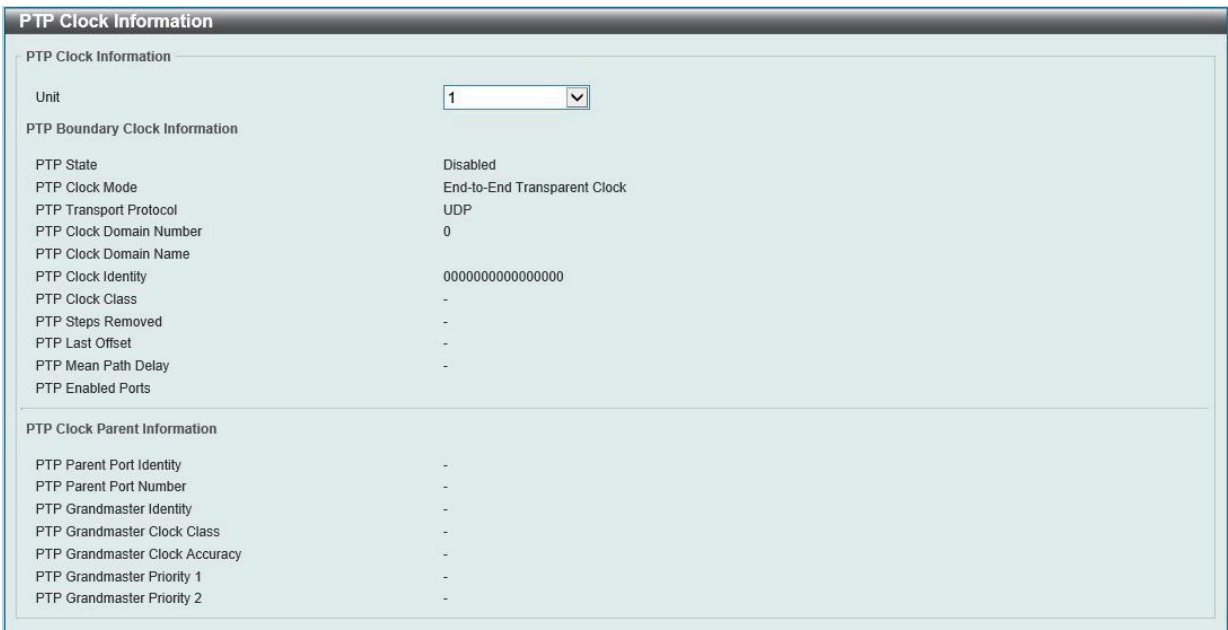 PTP Clock Information
PTP Clock Information
Unit 1
PTP Boundary Clock Information
PTP State Disabled
PTP Clock Mode End-to-End Transparent Clock
PTP Transport Protocol UDP
PTP Clock Domain Number 0
PTP Clock Domain Name
PTP Clock Identity 0000000000000000
PTP Clock Class -
PTP Steps Removed -
PTP Last Offset -
PTP Mean Path Delay -
PTP Enabled Ports
PTP Clock Parent Information
PTP Parent Port Identity -
PTP Parent Port Number -
PTP Grandmaster Identity -
PTP Grandmaster Clock Class -
PTP Grandmaster Clock Accuracy -
PTP Grandmaster Priority 1 -
PTP Grandmaster Priority 2 -